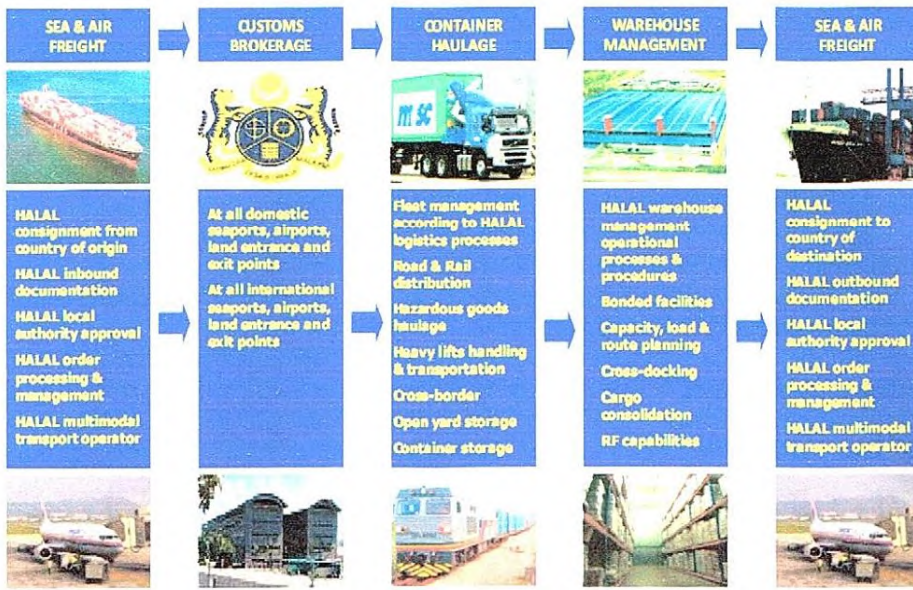 SEA & AIR
FREIGHT
CUSTOMS
BROKERAGE
CONTAINER
HAULAGE
WAREHOUSE
MANAGEMENT
SEA & AIR
FREIGHT
HALAL
consignment from
country of origin
HALAL inbound
documentation
HALAL local
authority approval
HALAL order
processing &
management
HALAL multimodal
transport operator
At all domestic
seaports, airports,
land entrance and
exit points
At all international
seaports, airports,
land entrance and
exit points
Fleet management
according to HALAL
logistics processes
Road & Rail
distribution
Hazardous goods
haulage
Heavy lifts handling
& transportation
Cross-border
Open yard storage
Container storage
HALAL warehouse
management
operational
processes &
procedures
Bonded facilities
Capacity, load &
route planning
Cross-docking
Cargo
consolidation
RF capabilities
HALAL
consignment to
country of
destination
HALAL outbound
documentation
HALAL local
authority approval
HALAL order
processing &
management
HALAL multimodal
transport operator